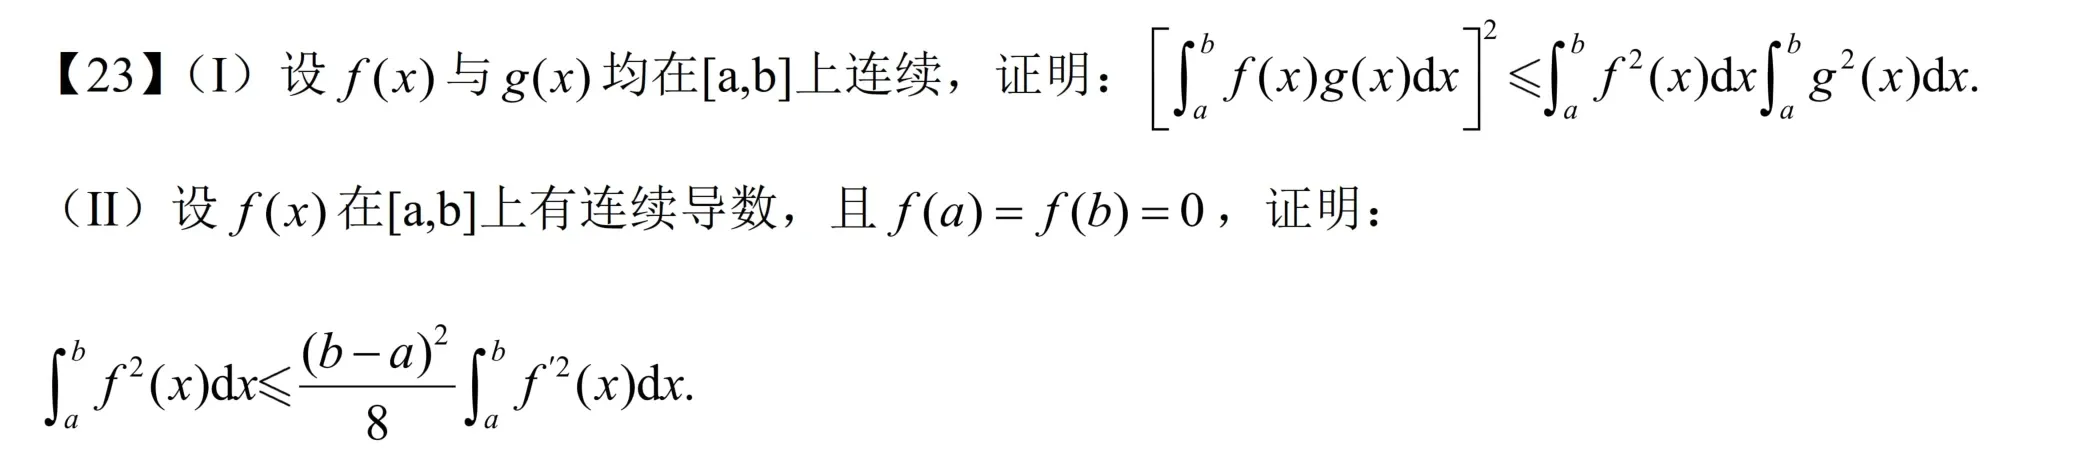 【23】（I）设 $f(x)$ 与 $g(x)$ 均在[a,b]上连续，证明：$\left[\int_a^b f(x)g(x)\mathrm{d}x\right]^2 \leqslant \int_a^b f^2(x)\mathrm{d}x\int_a^b g^2(x)\mathrm{d}x.$
（II）设 $f(x)$ 在[a,b]上有连续导数，且 $f(a)=f(b)=0$，证明：
$\int_a^b f^2(x)\mathrm{d}x \leqslant \frac{(b-a)^2}{8}\int_a^b f'^2(x)\mathrm{d}x.$